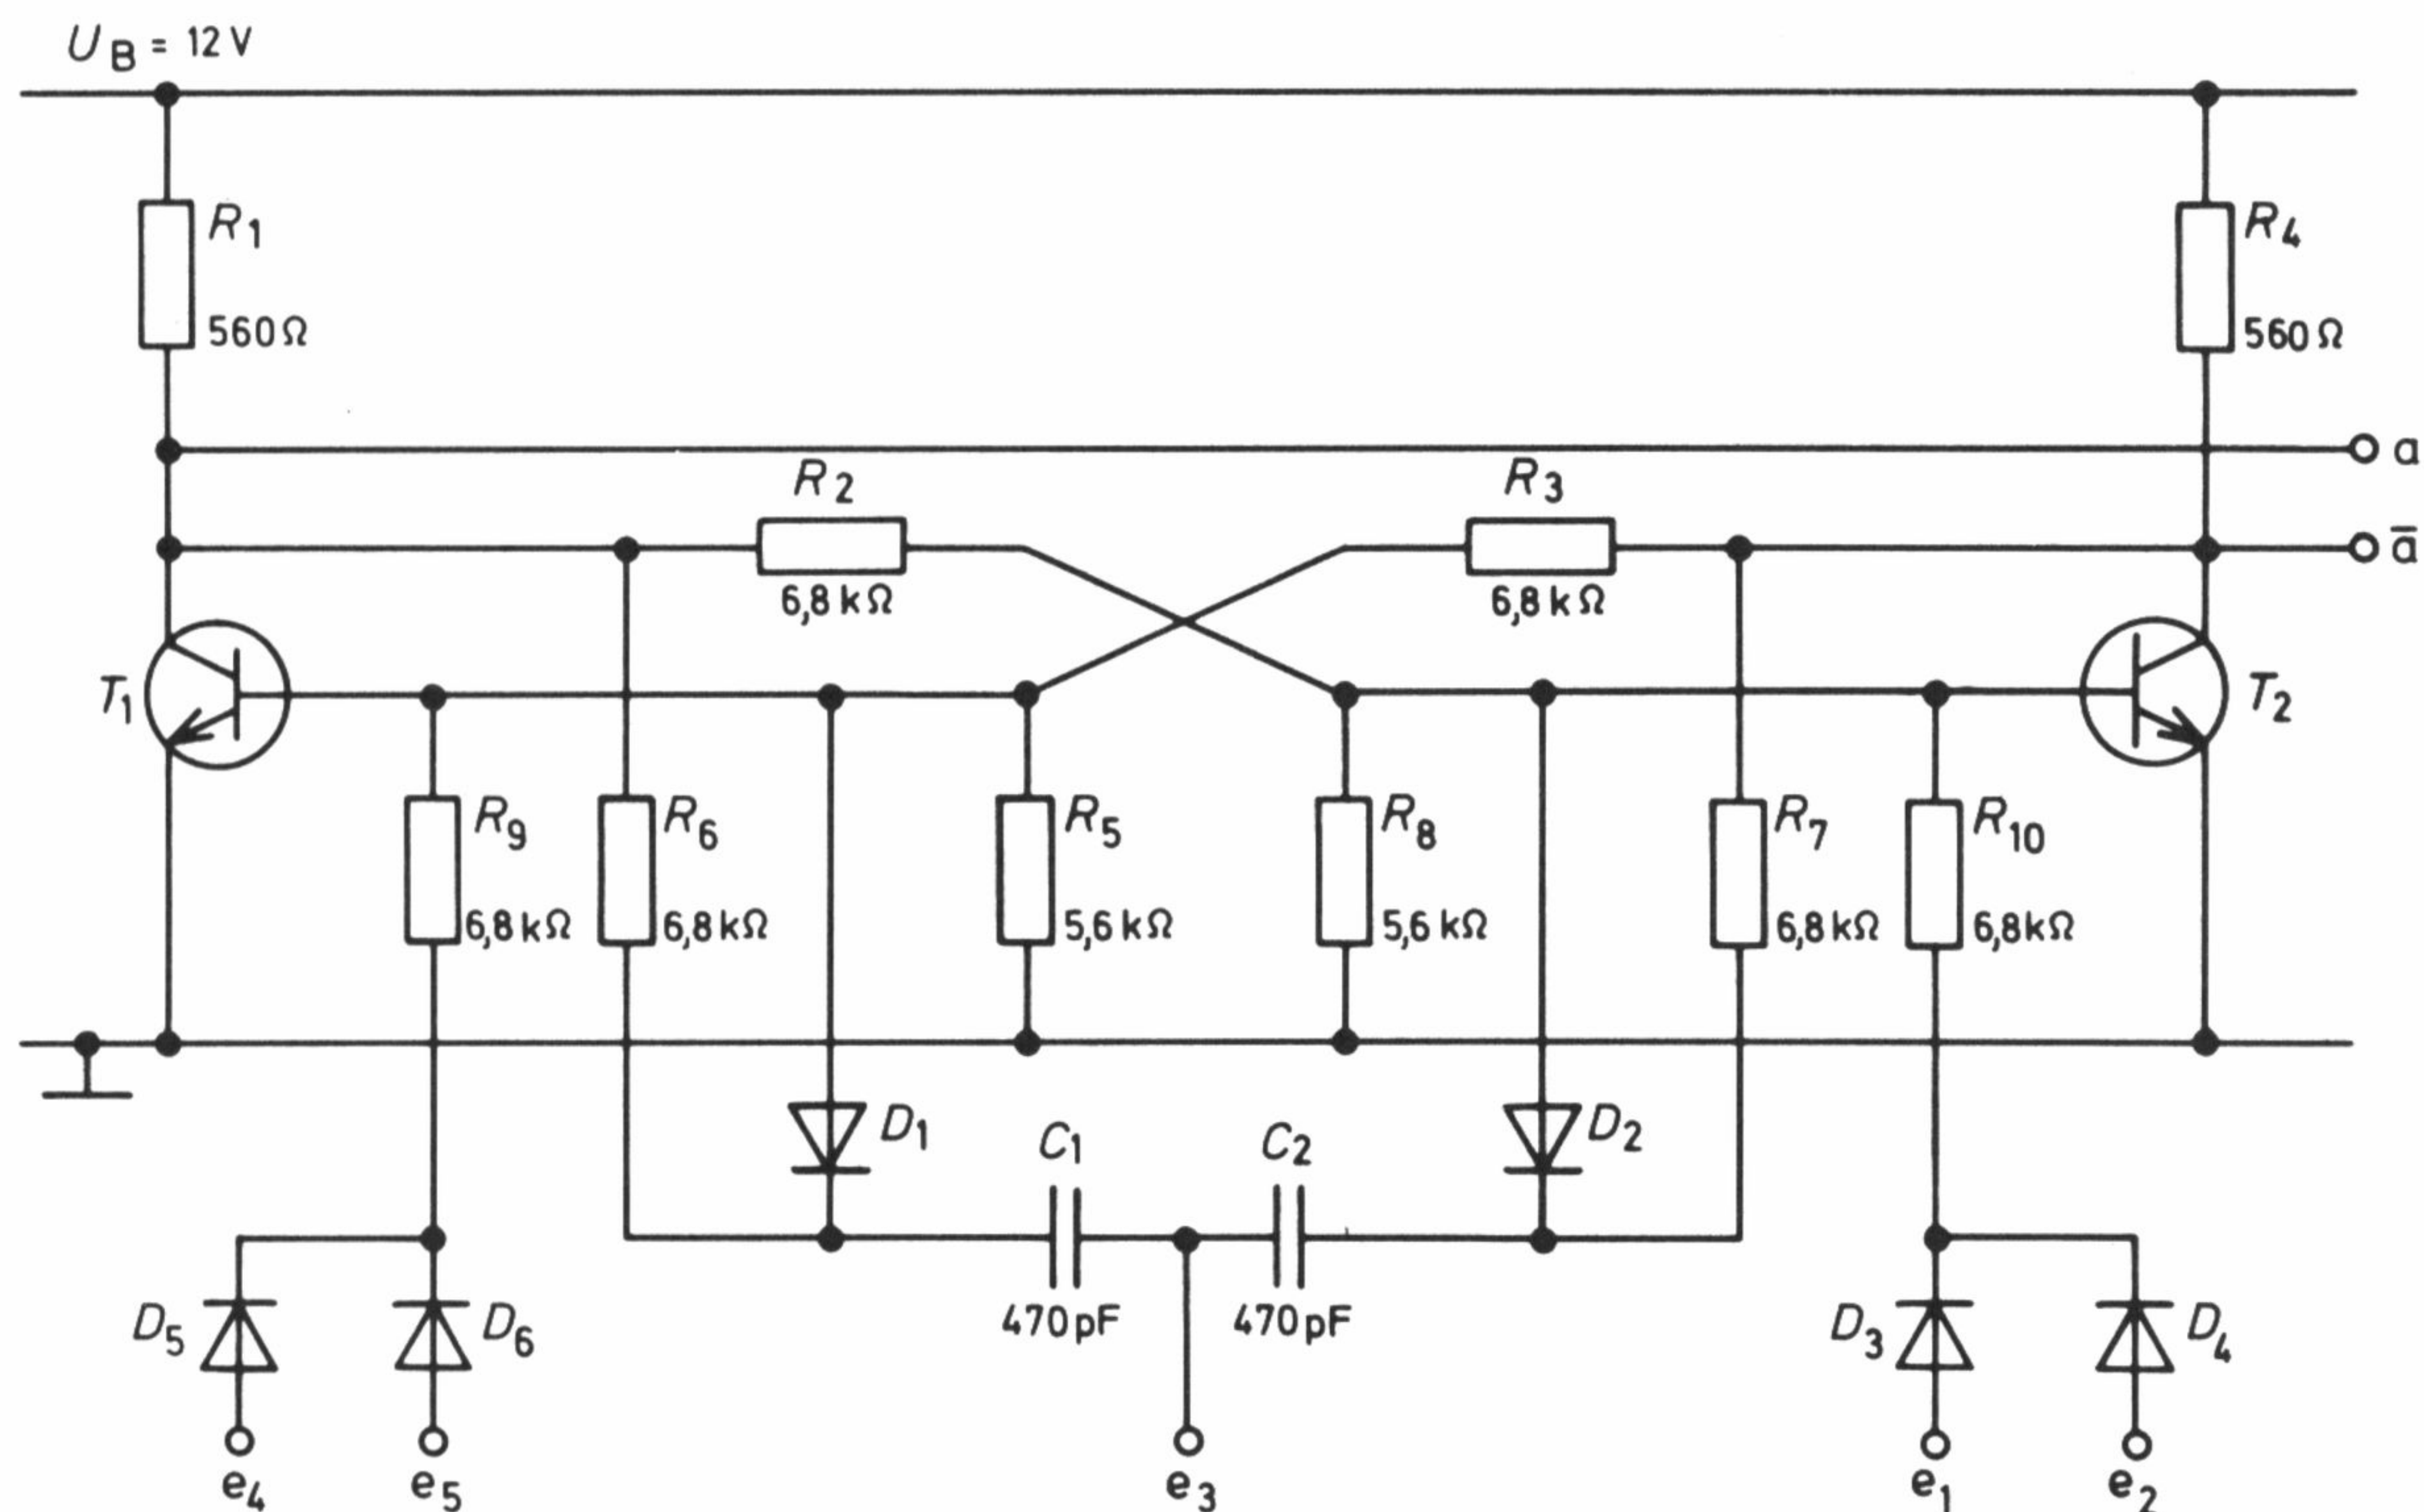 U B = 12 V
R1
R4
560 Ω
560 Ω
a
R2
R3
ā
6,8 kΩ
6,8 kΩ
T1
T2
R9
R6
R5
R8
R7
R10
6,8 kΩ
6,8 kΩ
5,6 kΩ
5,6 kΩ
6,8 kΩ
6,8 kΩ
D1
C1
C2
D2
D5
D6
470 pF
470 pF
D3
D4
e4
e5
e3
e1
e2